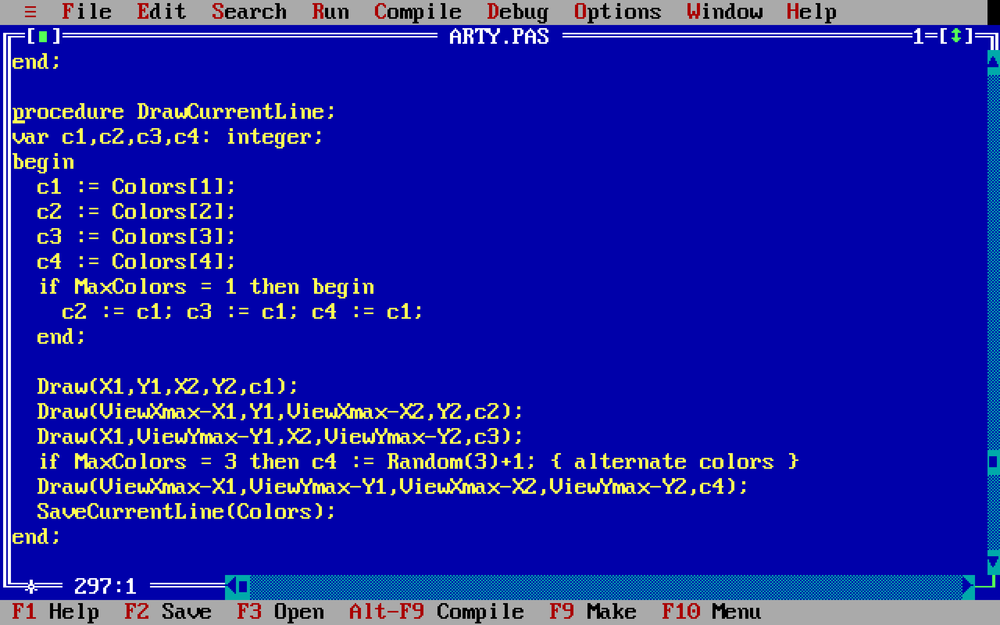 ≡ File Edit Search Run Compile Debug Options Window Help
[■] ARTY.PAS 1=[↕]
end;
procedure DrawCurrentLine;
var c1,c2,c3,c4: integer;
begin
  c1 := Colors[1];
  c2 := Colors[2];
  c3 := Colors[3];
  c4 := Colors[4];
  if MaxColors = 1 then begin
    c2 := c1; c3 := c1; c4 := c1;
  end;
  Draw(X1,Y1,X2,Y2,c1);
  Draw(ViewXmax-X1,Y1,ViewXmax-X2,Y2,c2);
  Draw(X1,ViewYmax-Y1,X2,ViewYmax-Y2,c3);
  if MaxColors = 3 then c4 := Random(3)+1; { alternate colors }
  Draw(ViewXmax-X1,ViewYmax-Y1,ViewXmax-X2,ViewYmax-Y2,c4);
  SaveCurrentLine(Colors);
end;
297:1
F1 Help F2 Save F3 Open Alt-F9 Compile F9 Make F10 Menu